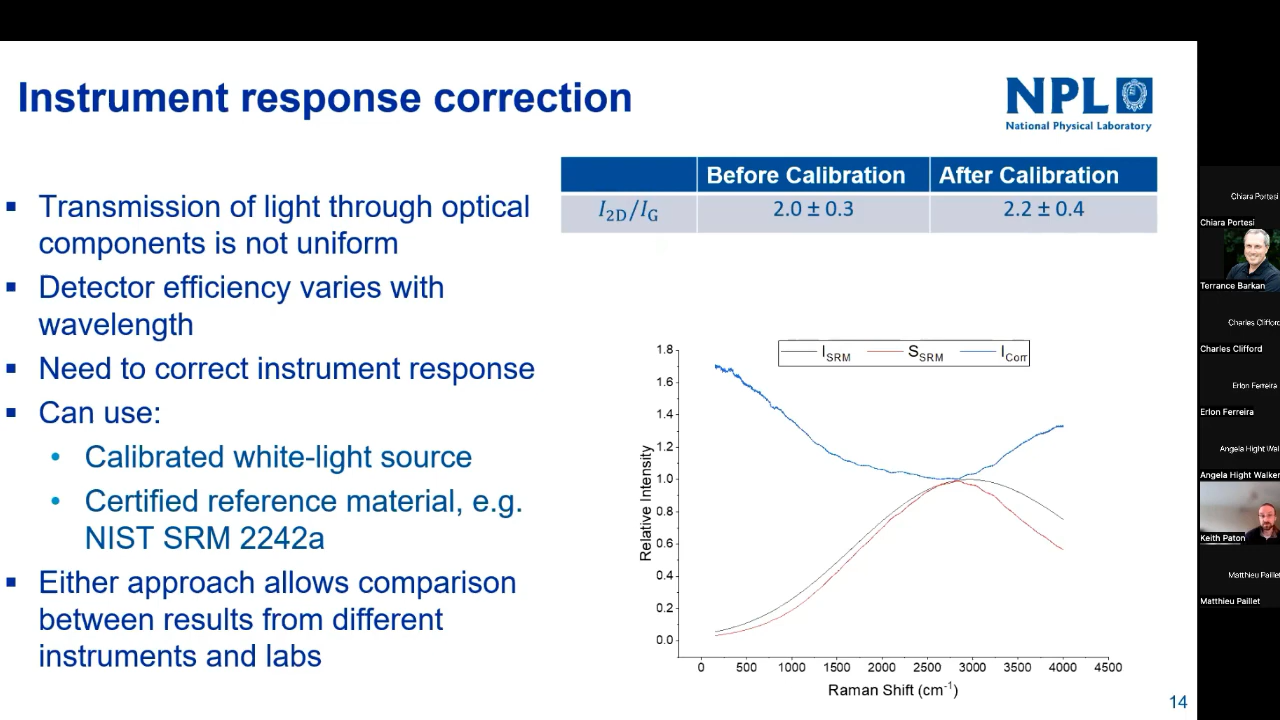 Instrument response correction
NPL
National Physical Laboratory
▪ Transmission of light through optical
components is not uniform
▪ Detector efficiency varies with
wavelength
▪ Need to correct instrument response
▪ Can use:
• Calibrated white-light source
• Certified reference material, e.g.
NIST SRM 2242a
▪ Either approach allows comparison
between results from different
instruments and labs
Before Calibration After Calibration
I2D/IG 2.0 ± 0.3 2.2 ± 0.4
ISRM SSRM ICorr
1.8
1.6
1.4
1.2
1.0
0.8
0.6
0.4
0.2
0.0
Relative Intensity
0 500 1000 1500 2000 2500 3000 3500 4000 4500
Raman Shift (cm-1)
14
Chiara Portesi
Chiara Portesi
Terrance Barkan
Charles Clifford
Charles Clifford
Erlon Ferreira
Erlon Ferreira
Angela Hight Wal
Angela Hight Walker
Keith Paton
Matthieu Paillet
Matthieu Paillet